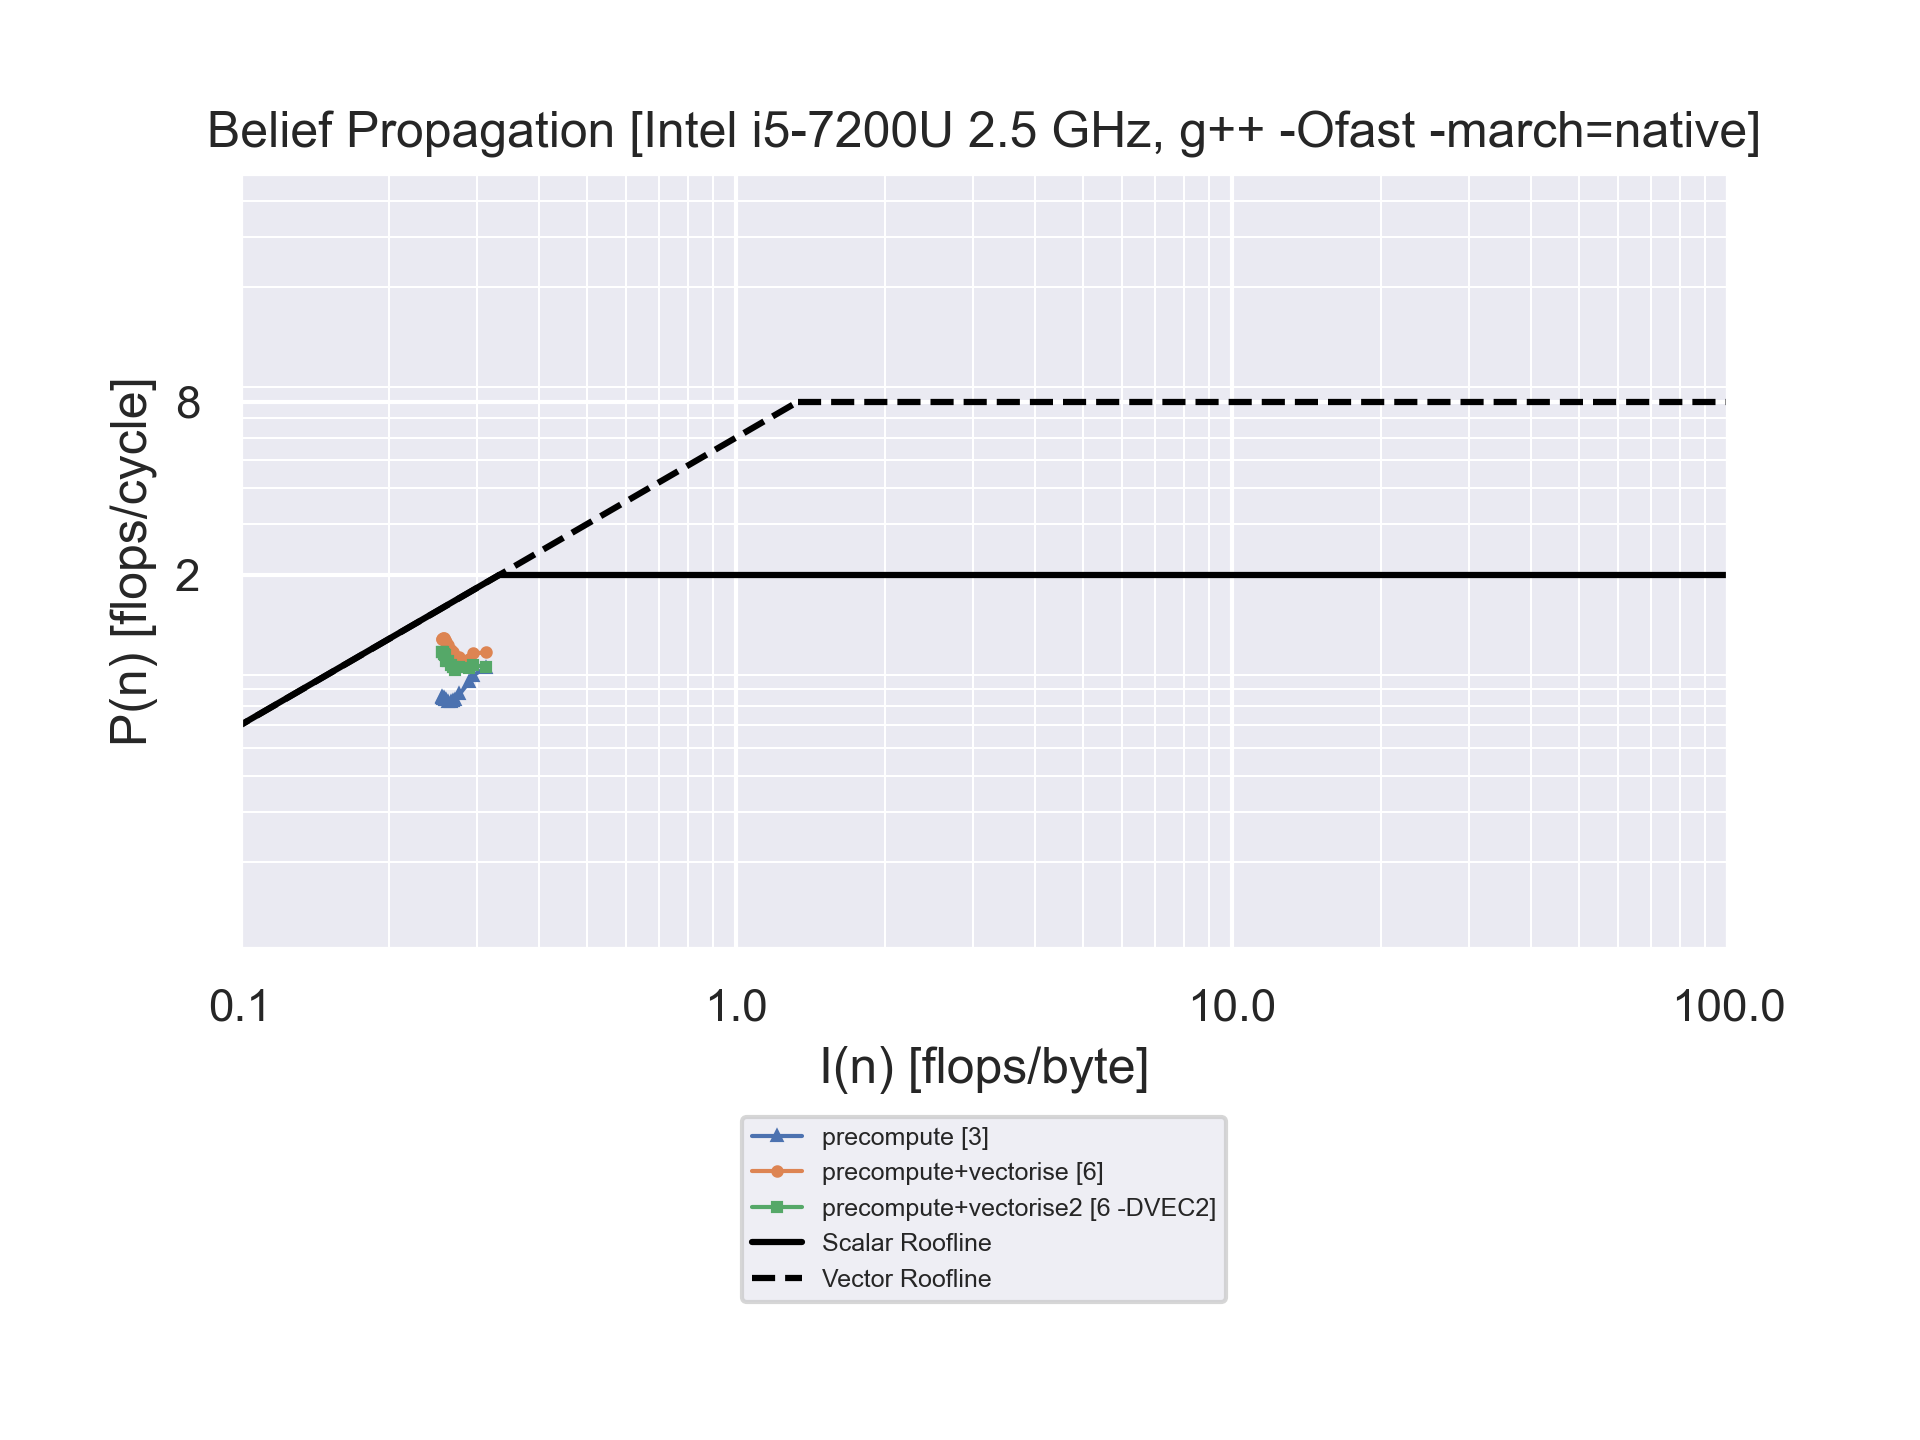 Belief Propagation [Intel i5-7200U 2.5 GHz, g++ -Ofast -march=native]
P(n) [flops/cycle]
8
2
0.1
1.0
10.0
100.0
I(n) [flops/byte]
precompute [3]
precompute+vectorise [6]
precompute+vectorise2 [6 -DVEC2]
Scalar Roofline
Vector Roofline